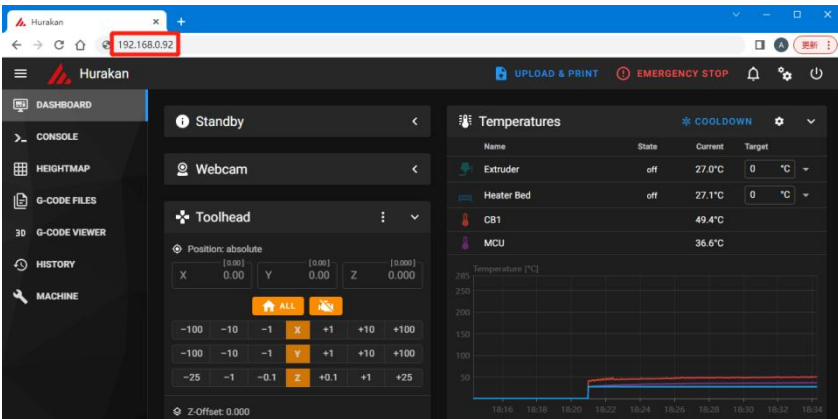 Hurakan
192.168.0.92
A
更新
Hurakan
UPLOAD & PRINT
EMERGENCY STOP
DASHBOARD
CONSOLE
HEIGHTMAP
G-CODE FILES
3D G-CODE VIEWER
HISTORY
MACHINE
Standby
Webcam
Toolhead
Position: absolute
[0.00] [0.00] [0.000]
X 0.00 Y 0.00 Z 0.000
ALL
-100 -10 -1 X +1 +10 +100
-100 -10 -1 Y +1 +10 +100
-25 -1 -0.1 Z +0.1 +1 +25
Z-Offset: 0.000
Temperatures
COOLDOWN
Name State Current Target
Extruder off 27.0°C 0 °C
Heater Bed off 27.1°C 0 °C
CB1 49.4°C
MCU 36.6°C
Temperature [°C]
285
250
200
150
100
50
18:16 18:18 18:20 18:22 18:24 18:26 18:28 18:30 18:32 18:34